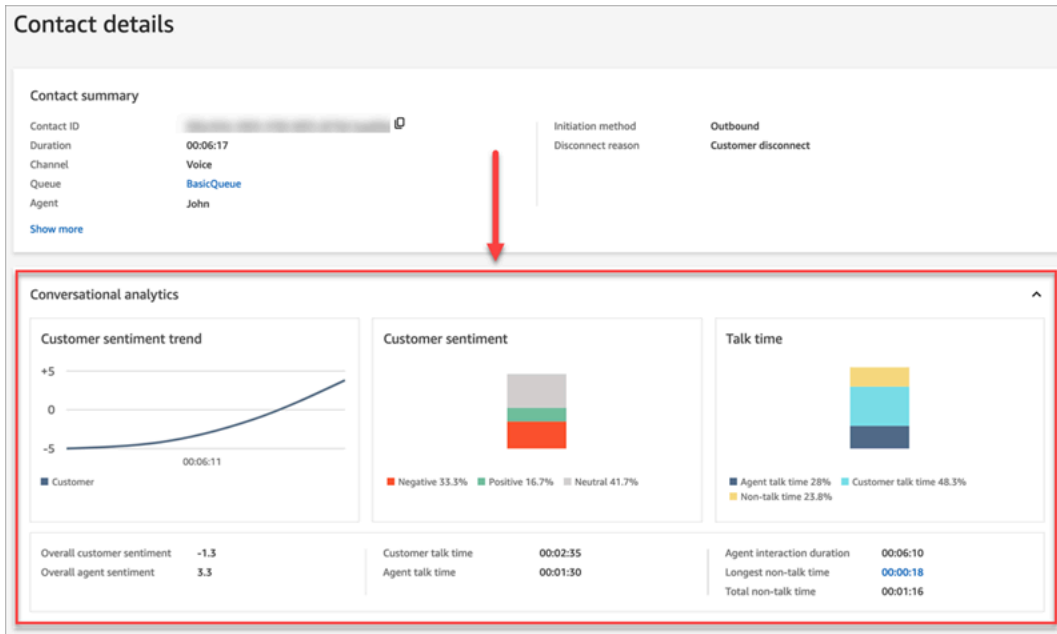 Contact details
Contact summary
Contact ID
Duration 00:06:17
Channel Voice
Queue BasicQueue
Agent John
Show more
Initiation method Outbound
Disconnect reason Customer disconnect
Conversational analytics
Customer sentiment trend
+5
0
-5
00:06:11
Customer
Customer sentiment
Negative 33.3% Positive 16.7% Neutral 41.7%
Talk time
Agent talk time 28% Customer talk time 48.3%
Non-talk time 23.8%
Overall customer sentiment -1.3
Overall agent sentiment 3.3
Customer talk time 00:02:35
Agent talk time 00:01:30
Agent interaction duration 00:06:10
Longest non-talk time 00:00:18
Total non-talk time 00:01:16